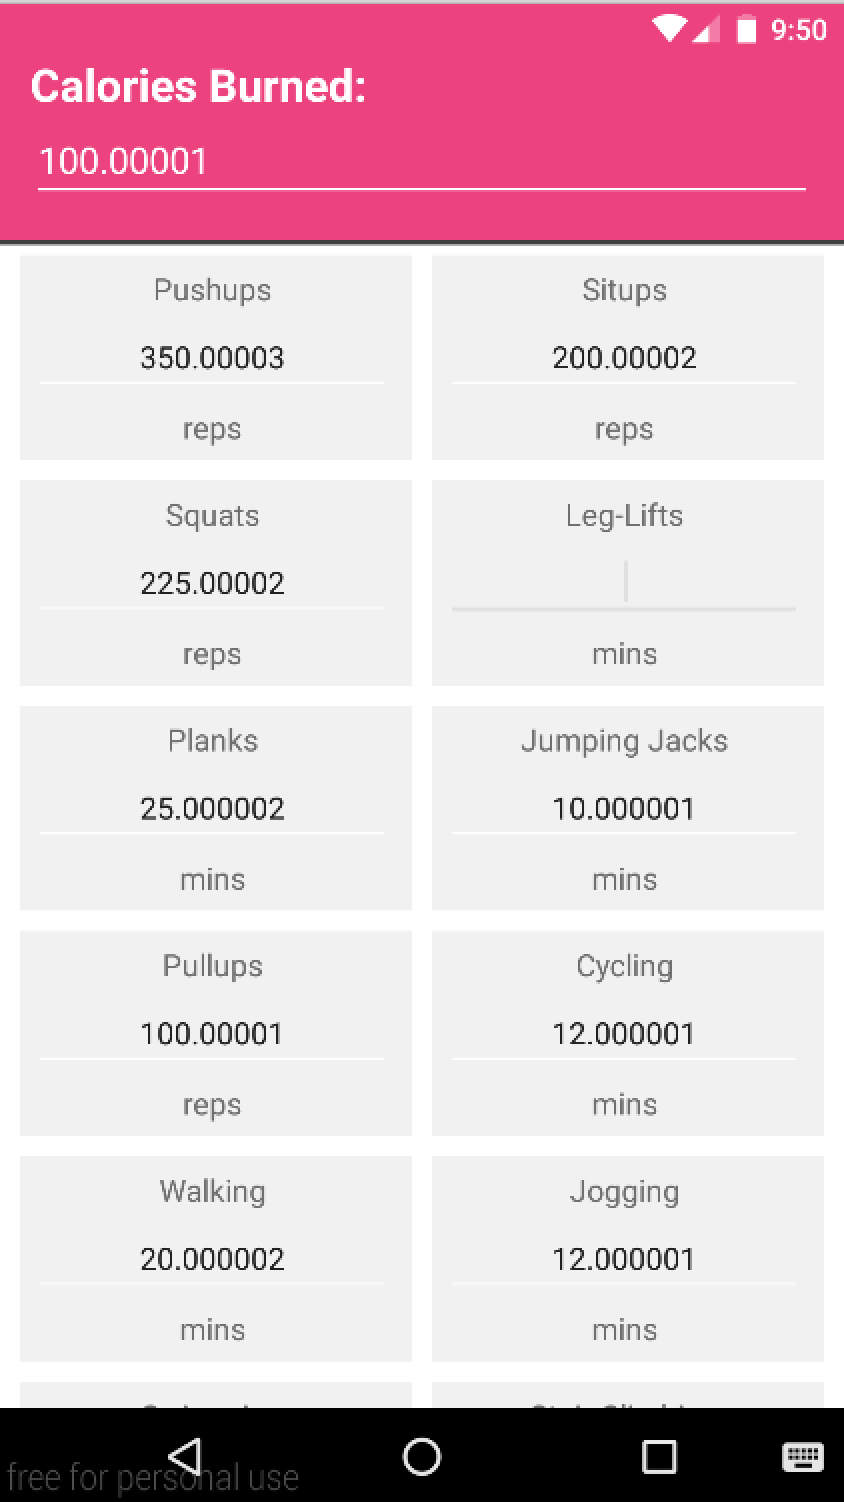 9:50
Calories Burned:
100.00001
Pushups
350.00003
reps
Situps
200.00002
reps
Squats
225.00002
reps
Leg-Lifts
mins
Planks
25.000002
mins
Jumping Jacks
10.000001
mins
Pullups
100.00001
reps
Cycling
12.000001
mins
Walking
20.000002
mins
Jogging
12.000001
mins
free for personal use